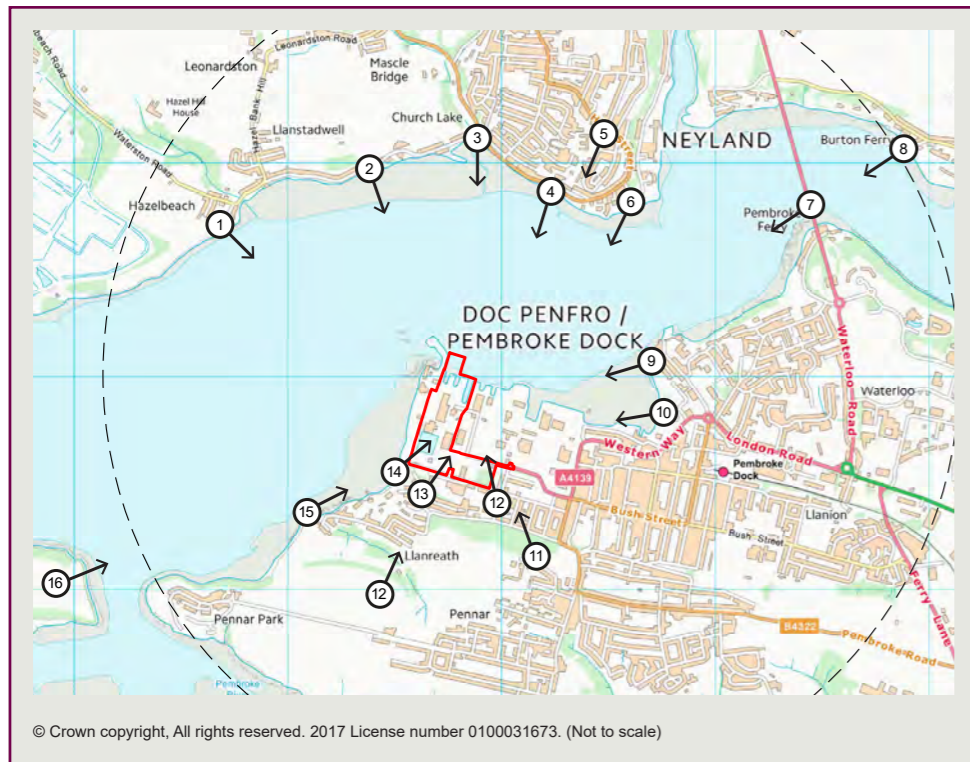 Leonardston Road
Leonardston
Mascle
Bridge
Hazel Hill
House
Hazel Bank Hill
Llanstadwell
Church Lake
Waterston Road
Hazelbeach
Street
NEYLAND
Burton Ferry
Pembroke
Ferry
1
2
3
4
5
6
7
8
DOC PENFRO /
PEMBROKE DOCK
9
10
Waterloo Road
Waterloo
Western Way
London Road
Pembroke
Dock
A4139
Bush Street
Bush Street
Llanion
14
13
12
15
11
12
16
Llanreath
Pennar Park
Pennar
Ferry Lane
B4322
Pembroke Road
© Crown copyright, All rights reserved. 2017 License number 0100031673. (Not to scale)